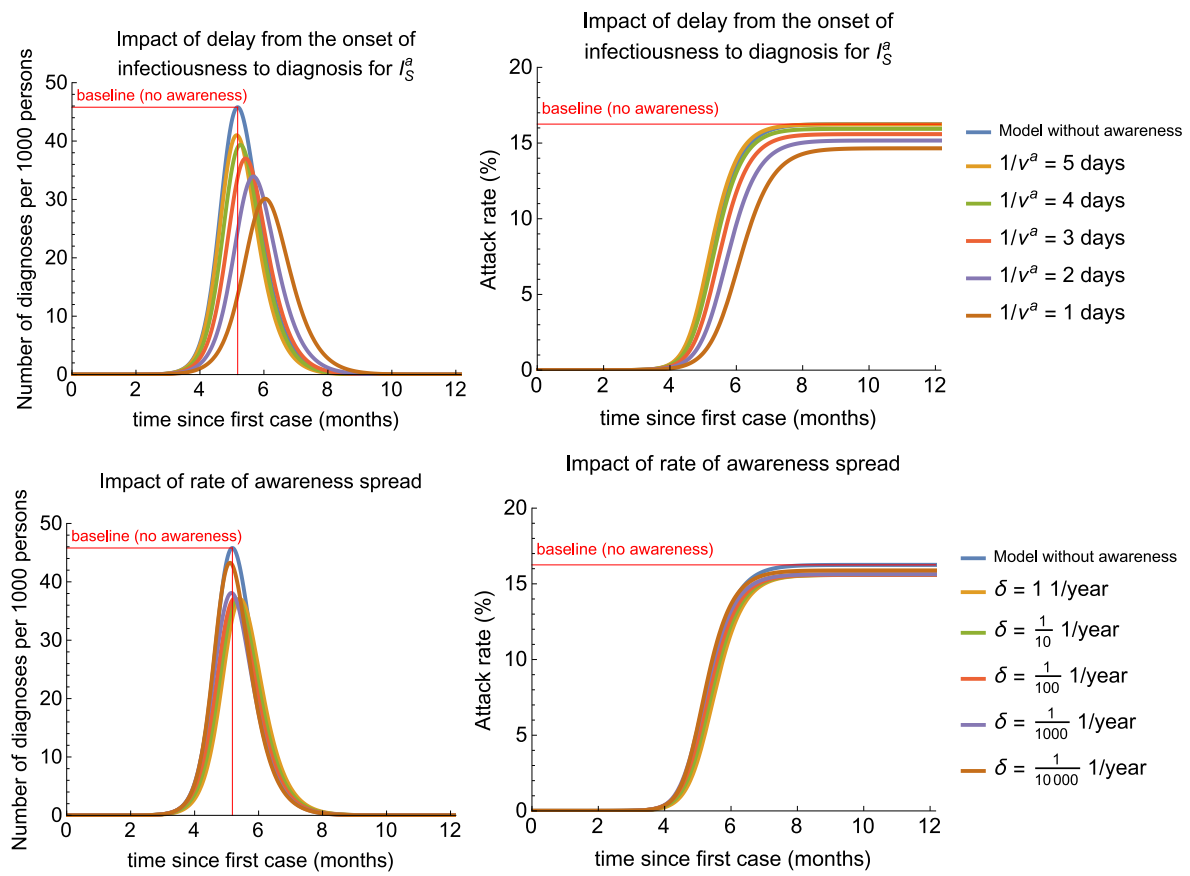 Impact of delay from the onset of
infectiousness to diagnosis for I_S^a
Number of diagnoses per 1000 persons
50
40
30
20
10
0
baseline (no awareness)
0 2 4 6 8 10 12
time since first case (months)
Impact of delay from the onset of
infectiousness to diagnosis for I_S^a
Attack rate (%)
20
15
10
5
0
baseline (no awareness)
0 2 4 6 8 10 12
time since first case (months)
Model without awareness
1/ν^a = 5 days
1/ν^a = 4 days
1/ν^a = 3 days
1/ν^a = 2 days
1/ν^a = 1 days
Impact of rate of awareness spread
Number of diagnoses per 1000 persons
50
40
30
20
10
0
baseline (no awareness)
0 2 4 6 8 10 12
time since first case (months)
Impact of rate of awareness spread
Attack rate (%)
20
15
10
5
0
baseline (no awareness)
0 2 4 6 8 10 12
time since first case (months)
Model without awareness
δ = 1 1/year
δ = 1/10 1/year
δ = 1/100 1/year
δ = 1/1000 1/year
δ = 1/10 000 1/year